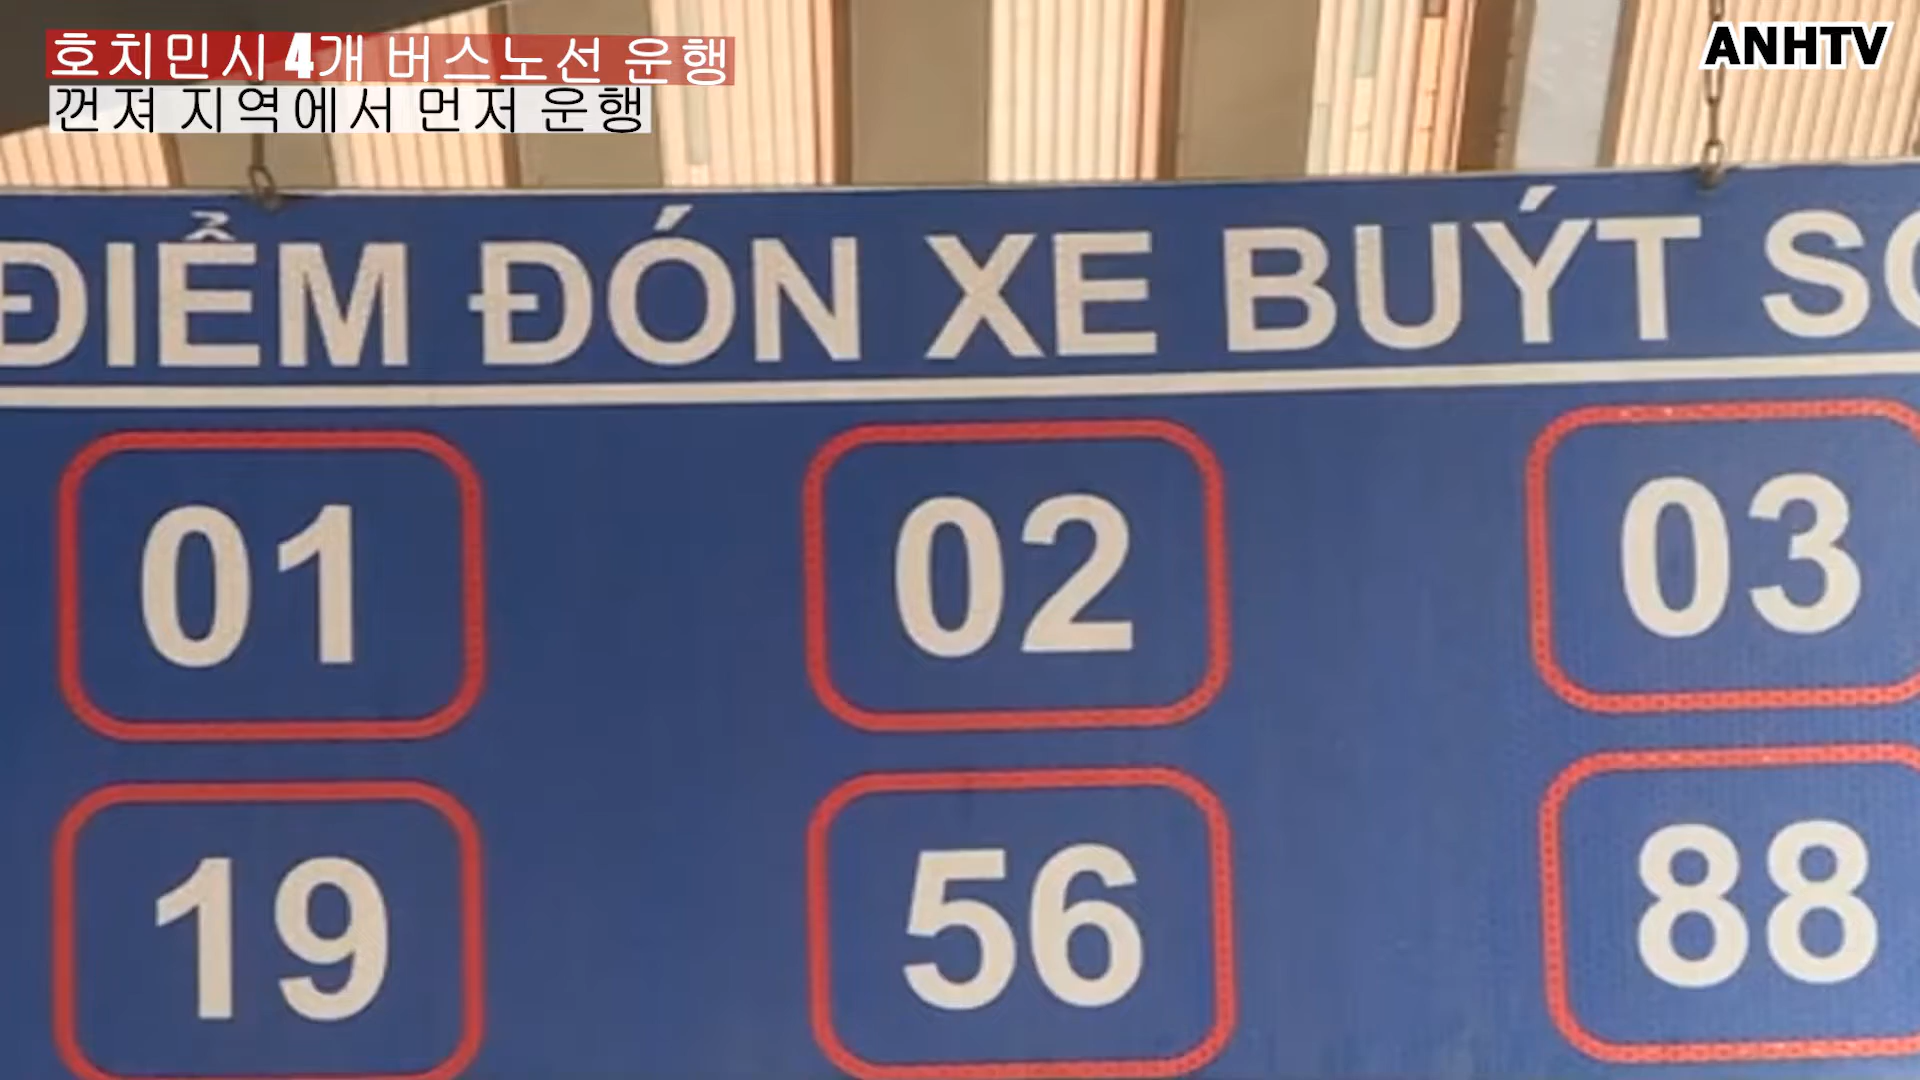 호치민시 4개 버스노선 운행
껀져 지역에서 먼저 운행
ANHTV
ĐIỂM ĐÓN XE BUÝT
01 02 03
19 56 88